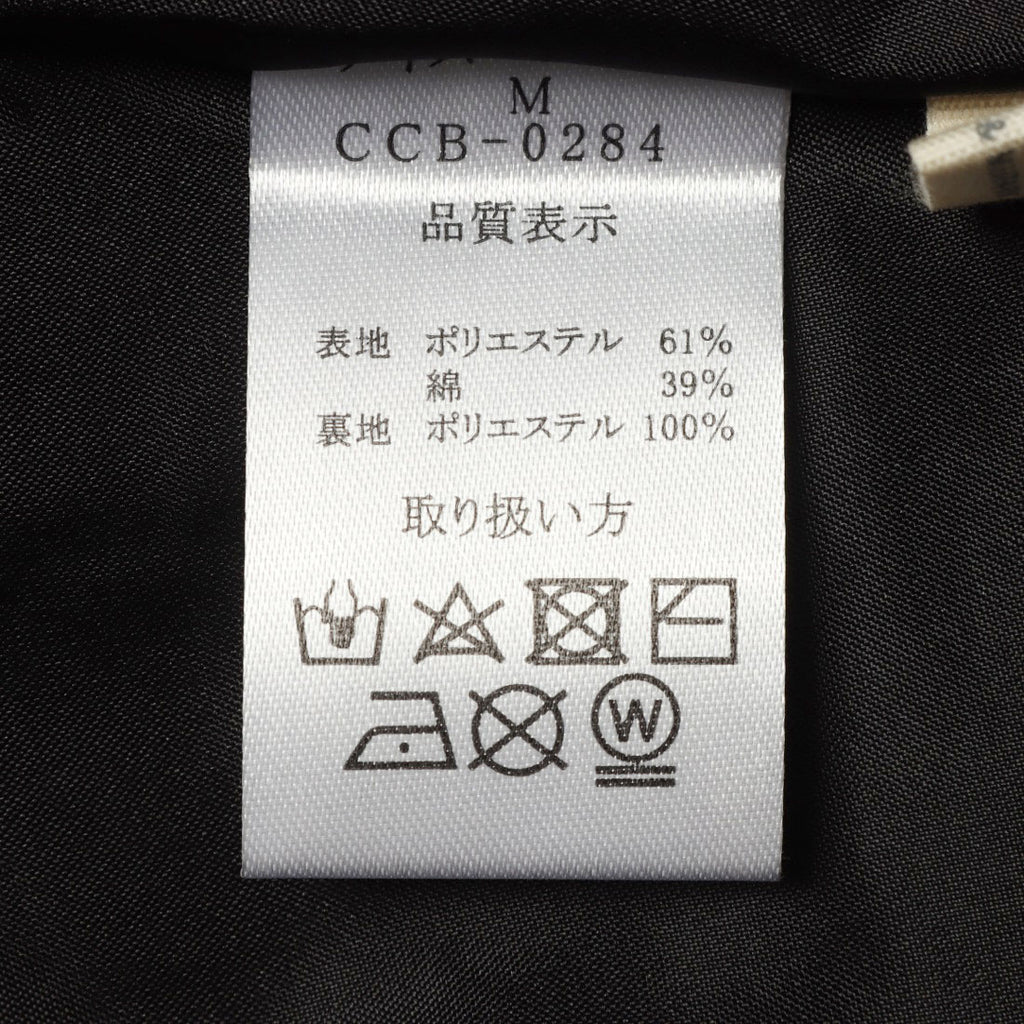 M
CCB-0284
品質表示
表地 ポリエステル 61%
綿 39%
裏地 ポリエステル 100%
取り扱い方
W